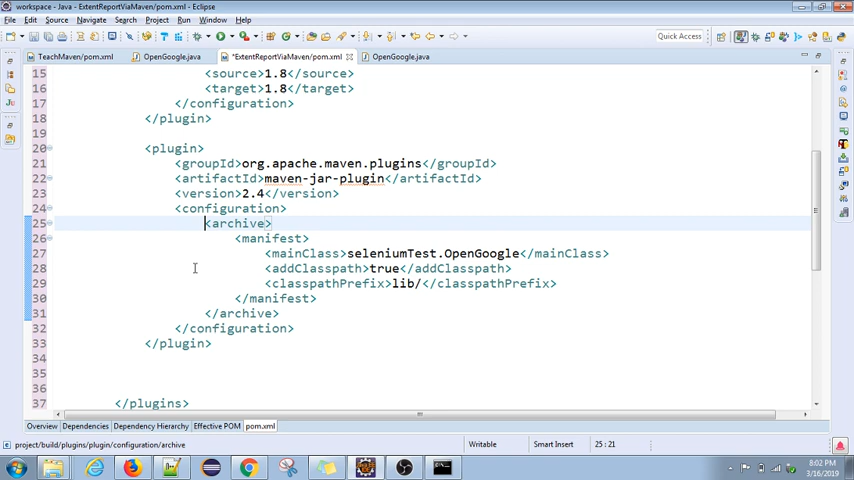 workspace - Java - ExtentReportViaMaven/pom.xml - Eclipse
File Edit Source Navigate Search Project Run Window Help
Quick Access
TeachMaven/pom.xml OpenGoogle.java *ExtentReportViaMaven/pom.xml OpenGoogle.java
15 <source>1.8</source>
16 <target>1.8</target>
17 </configuration>
18 </plugin>
19
20 <plugin>
21 <groupId>org.apache.maven.plugins</groupId>
22 <artifactId>maven-jar-plugin</artifactId>
23 <version>2.4</version>
24 <configuration>
25 <archive>
26 <manifest>
27 <mainClass>seleniumTest.OpenGoogle</mainClass>
28 <addClasspath>true</addClasspath>
29 <classpathPrefix>lib/</classpathPrefix>
30 </manifest>
31 </archive>
32 </configuration>
33 </plugin>
34
35
36
37 </plugins>
Overview Dependencies Dependency Hierarchy Effective POM pom.xml
project/build/plugins/plugin/configuration/archive Writable Smart Insert 25 : 21
8:02 PM
3/16/2019